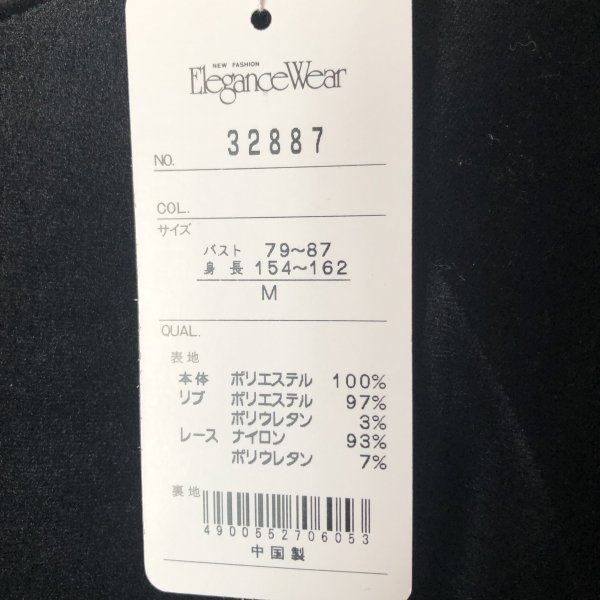 NEW FASHION
EleganceWear
NO. 32887
COL.
サイズ
バスト 79～87
身長 154～162
M
QUAL.
表地
本体 ポリエステル 100%
リブ ポリエステル 97%
ポリウレタン 3%
レース ナイロン 93%
ポリウレタン 7%
裏地
4900552706053
中国製